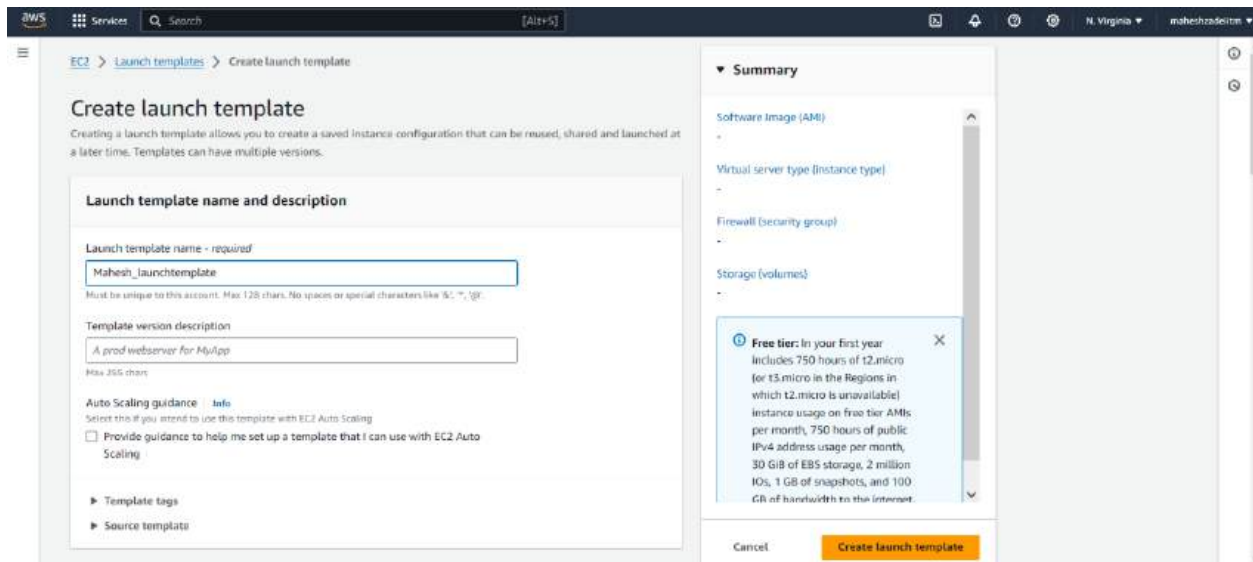 aws
Services
Search
[Alt+S]
N. Virginia
EC2 > Launch templates > Create launch template
Create launch template
Creating a launch template allows you to create a saved instance configuration that can be reused, shared and launched at
a later time. Templates can have multiple versions.
Launch template name and description
Launch template name - required
Mahesh_launchtemplate
Must be unique to this account. Max 128 chars. No spaces or special characters like '&', '*', '@'.
Template version description
A prod webserver for MyApp
Max 255 chars
Auto Scaling guidance Info
Select this if you intend to use this template with EC2 Auto Scaling
Provide guidance to help me set up a template that I can use with EC2 Auto
Scaling
Template tags
Source template
Summary
Software Image (AMI)
-
Virtual server type (instance type)
-
Firewall (security group)
-
Storage (volumes)
-
Free tier: In your first year
includes 750 hours of t2.micro
(or t3.micro in the Regions in
which t2.micro is unavailable)
instance usage on free tier AMIs
per month, 750 hours of public
IPv4 address usage per month,
30 GiB of EBS storage, 2 million
IOs, 1 GB of snapshots, and 100
GB of bandwidth to the internet.
Cancel
Create launch template